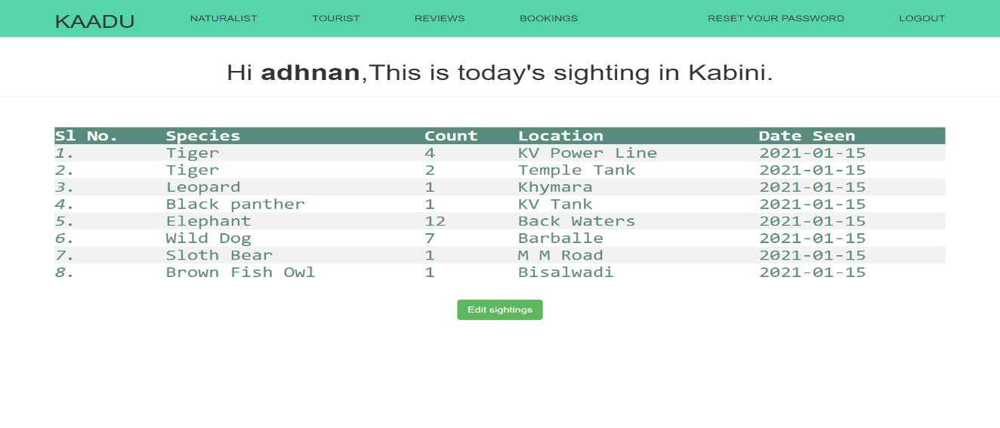 KAADU NATURALIST TOURIST REVIEWS BOOKINGS RESET YOUR PASSWORD LOGOUT
Hi adhnan,This is today's sighting in Kabini.
Sl No. Species Count Location Date Seen
1. Tiger 4 KV Power Line 2021-01-15
2. Tiger 2 Temple Tank 2021-01-15
3. Leopard 1 Khymara 2021-01-15
4. Black panther 1 KV Tank 2021-01-15
5. Elephant 12 Back Waters 2021-01-15
6. Wild Dog 7 Barballe 2021-01-15
7. Sloth Bear 1 M M Road 2021-01-15
8. Brown Fish Owl 1 Bisalwadi 2021-01-15
Edit sightings